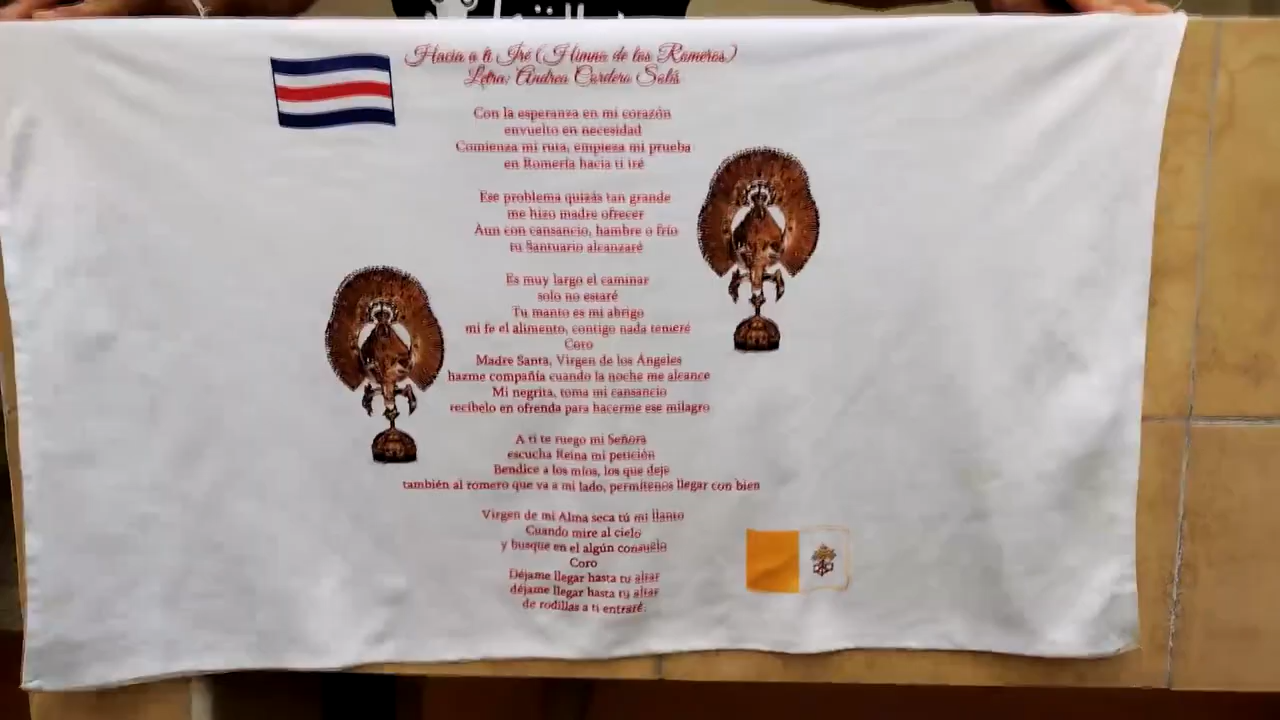 Hacia a ti Iré (Himno de los Romeros)
Letra: Andrea Cordero Solís
Con la esperanza en mi corazón
envuelto en necesidad
Comienza mi ruta, empieza mi prueba
en Romería hacia ti iré
Ese problema quizás tan grande
me hizo madre ofrecer
Aun con cansancio, hambre o frío
tu Santuario alcanzaré
Es muy largo el caminar
solo no estaré
Tu manto es mi abrigo
mi fe el alimento, contigo nada temeré
Coro
Madre Santa, Virgen de los Ángeles
hazme compañía cuando la noche me alcance
Mi negrita, toma mi cansancio
recíbelo en ofrenda para hacerme ese milagro
A ti te ruego mi Señora
escucha Reina mi petición
Bendice a los míos, los que deje
también al romero que va a mi lado, permítenos llegar con bien
Virgen de mi Alma seca tú mi llanto
Cuando mire al cielo
y busque en el algún consuelo
Coro
Déjame llegar hasta tu altar
déjame llegar hasta tu altar
de rodillas a ti entraré.